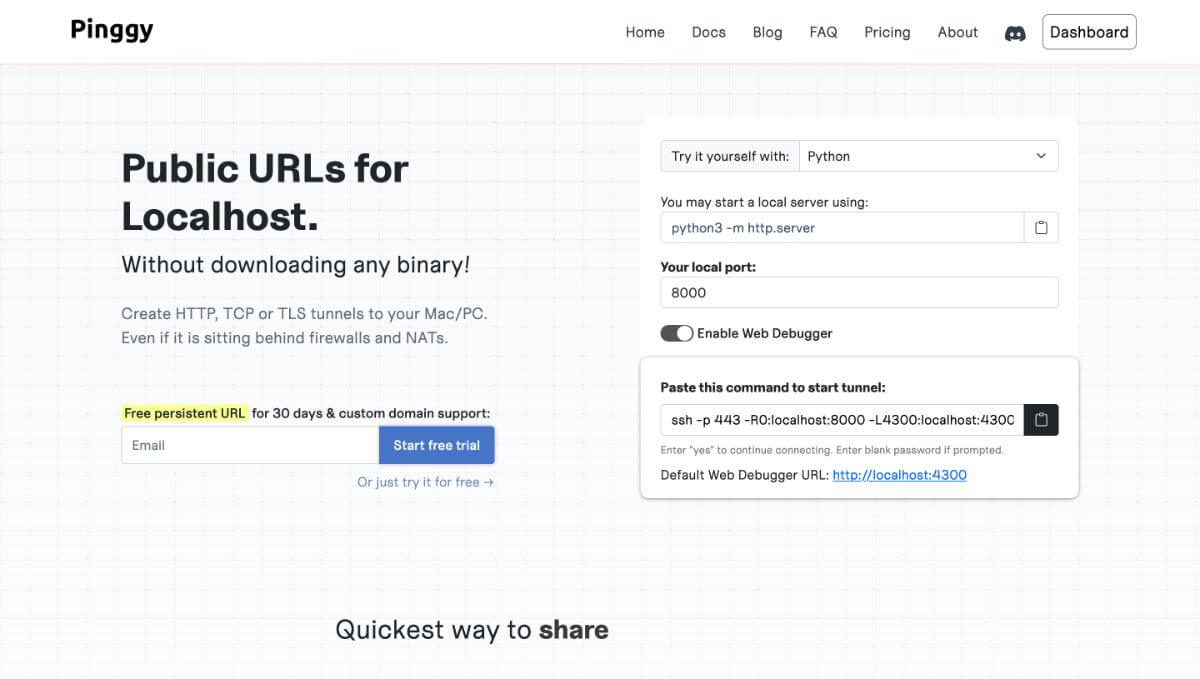 Pinggy
Home Docs Blog FAQ Pricing About Dashboard
Public URLs for
Localhost.
Without downloading any binary!
Create HTTP, TCP or TLS tunnels to your Mac/PC.
Even if it is sitting behind firewalls and NATs.
Free persistent URL for 30 days & custom domain support:
Email Start free trial
Or just try it for free →
Try it yourself with: Python
You may start a local server using:
python3 -m http.server
Your local port:
8000
Enable Web Debugger
Paste this command to start tunnel:
ssh -p 443 -R0:localhost:8000 -L4300:localhost:4300
Enter "yes" to continue connecting. Enter blank password if prompted.
Default Web Debugger URL: http://localhost:4300
Quickest way to share